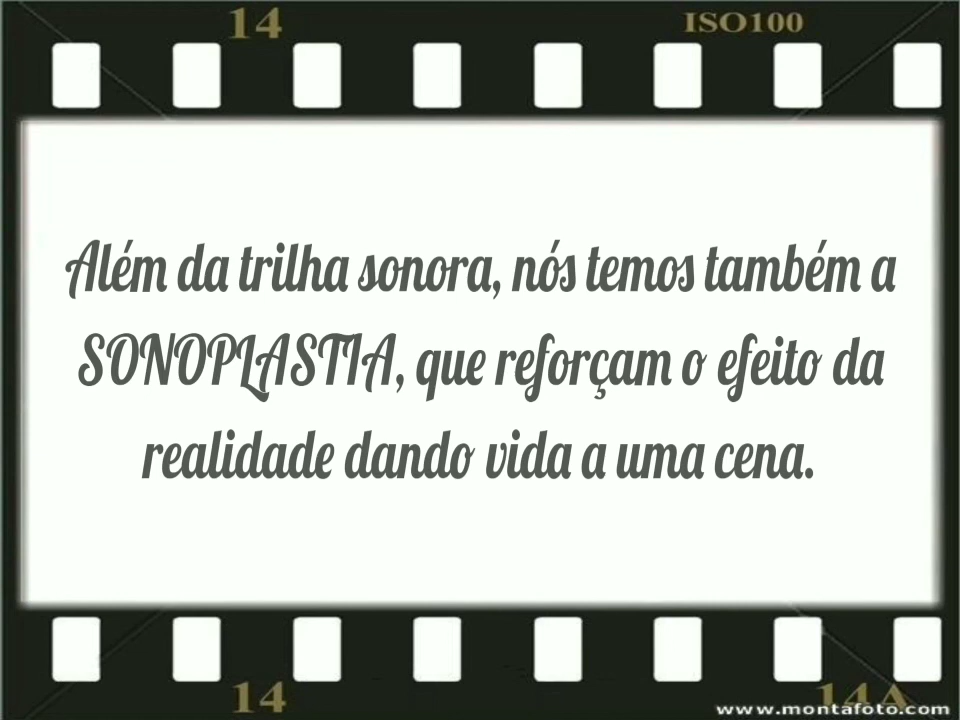 14 ISO100
Além da trilha sonora, nós temos também a
SONOPLASTIA, que reforçam o efeito da
realidade dando vida a uma cena.
14 14A
www.montafoto.com